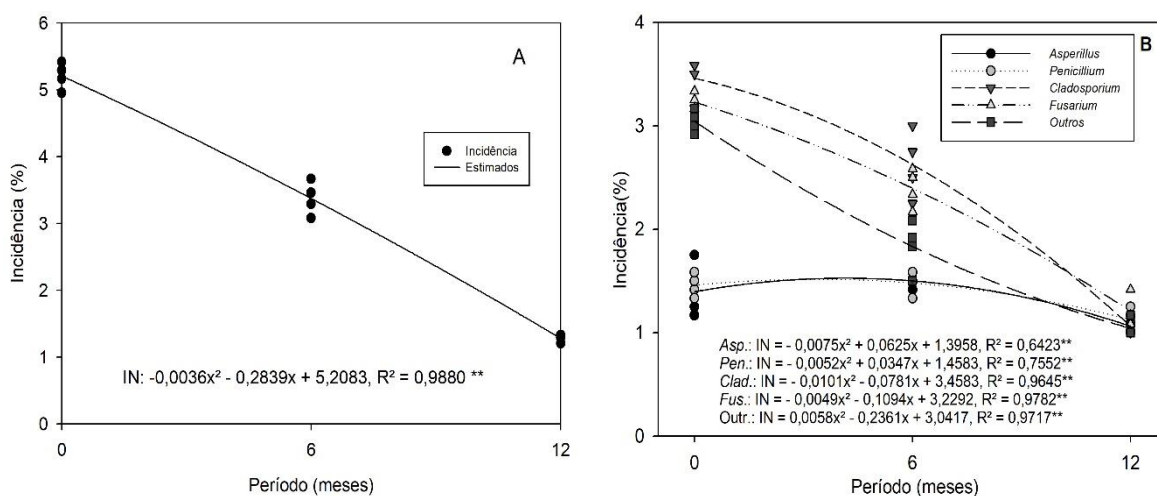 6
5
4
3
2
1
0
Incidência (%)
A
Incidência
Estimados
IN: -0,0036x² - 0,2839x + 5,2083, R² = 0,9880 **
0
6
12
Período (meses)
4
3
2
1
0
Incidência(%)
B
Asperillus
Penicillium
Cladosporium
Fusarium
Outros
Asp.: IN = - 0,0075x² + 0,0625x + 1,3958, R² = 0,6423**
Pen.: IN = - 0,0052x² + 0,0347x + 1,4583, R² = 0,7552**
Clad.: IN = - 0,0101x² - 0,0781x + 3,4583, R² = 0,9645**
Fus.: IN = - 0,0049x² - 0,1094x + 3,2292, R² = 0,9782**
Outr.: IN = 0,0058x² - 0,2361x + 3,0417, R² = 0,9717**
0
6
12
Período (meses)